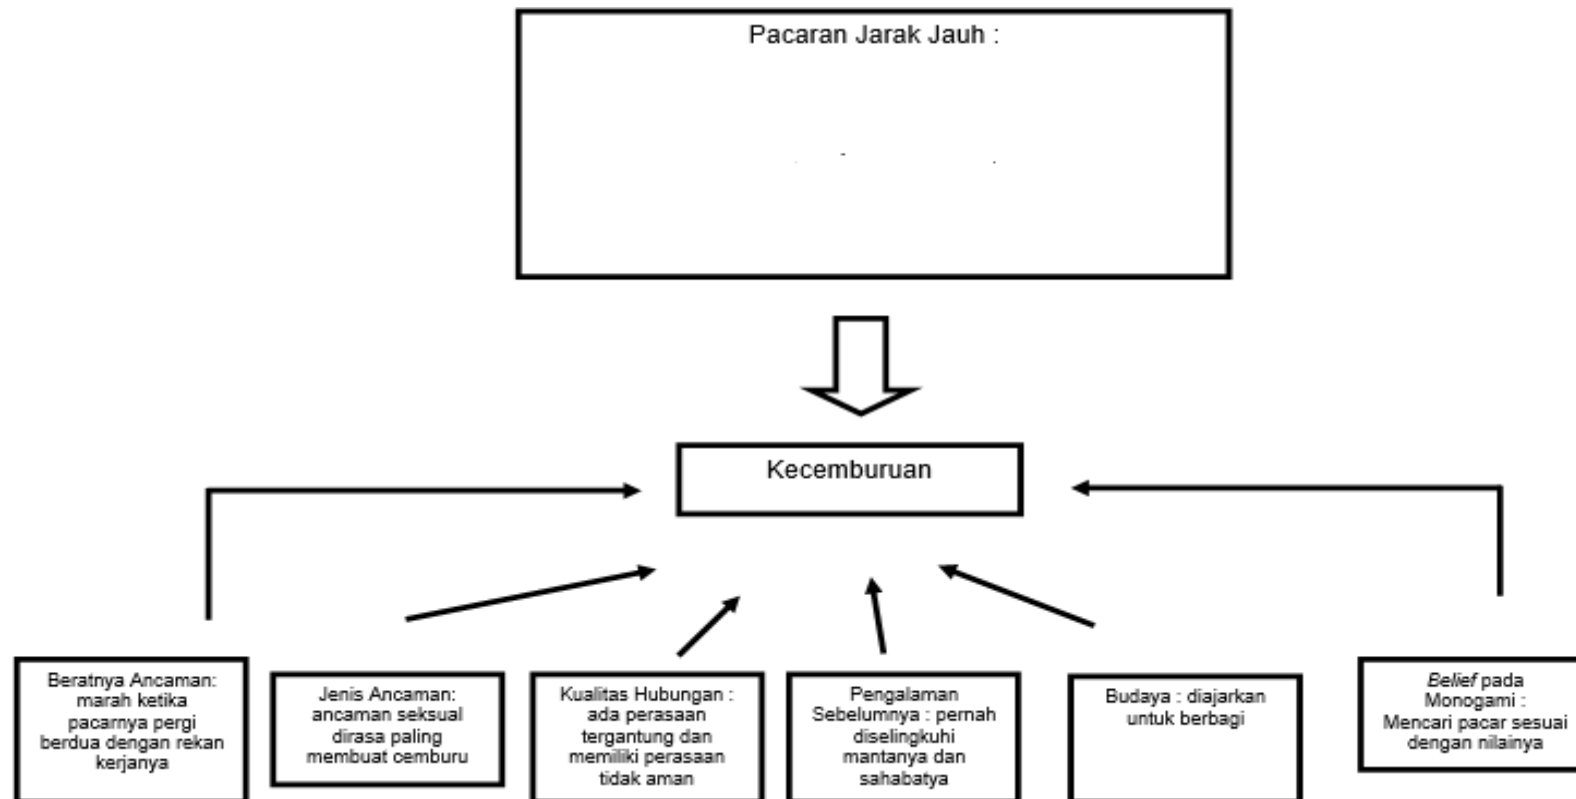 Pacaran Jarak Jauh :
Kecemburuan
Beratnya Ancaman:
marah ketika
pacarnya pergi
berdua dengan rekan
kerjanya
Jenis Ancaman:
ancaman seksual
dirasa paling
membuat cemburu
Kualitas Hubungan :
ada perasaan
tergantung dan
memiliki perasaan
tidak aman
Pengalaman
Sebelumnya : pernah
diselingkuhi
mantanya dan
sahabatya
Budaya : diajarkan
untuk berbagi
Belief pada
Monogami :
Mencari pacar sesuai
dengan nilainya